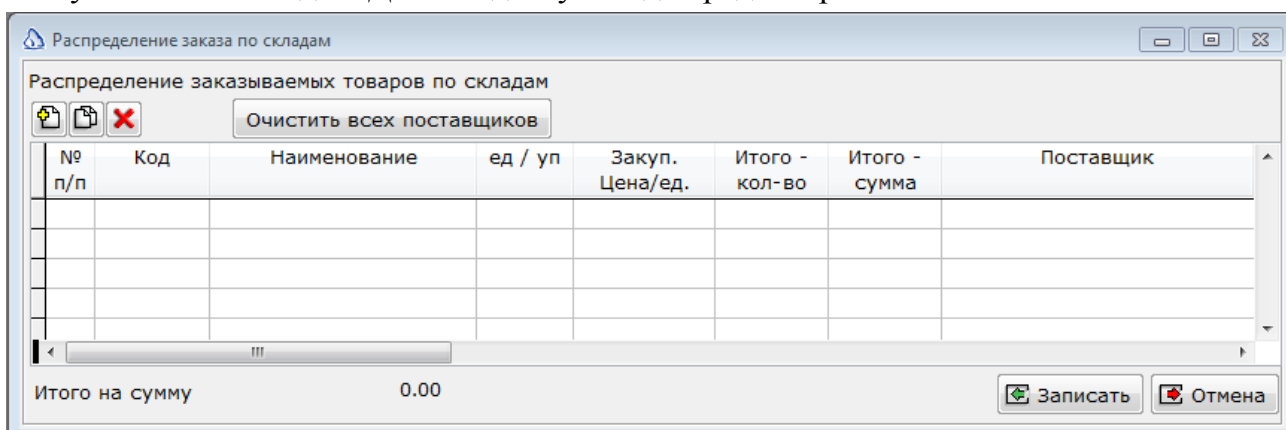 Распределение заказа по складам
Распределение заказываемых товаров по складам
Очистить всех поставщиков
№ п/п Код Наименование ед / уп Закуп. Цена/ед. Итого - кол-во Итого - сумма Поставщик
Итого на сумму 0.00 Записать Отмена